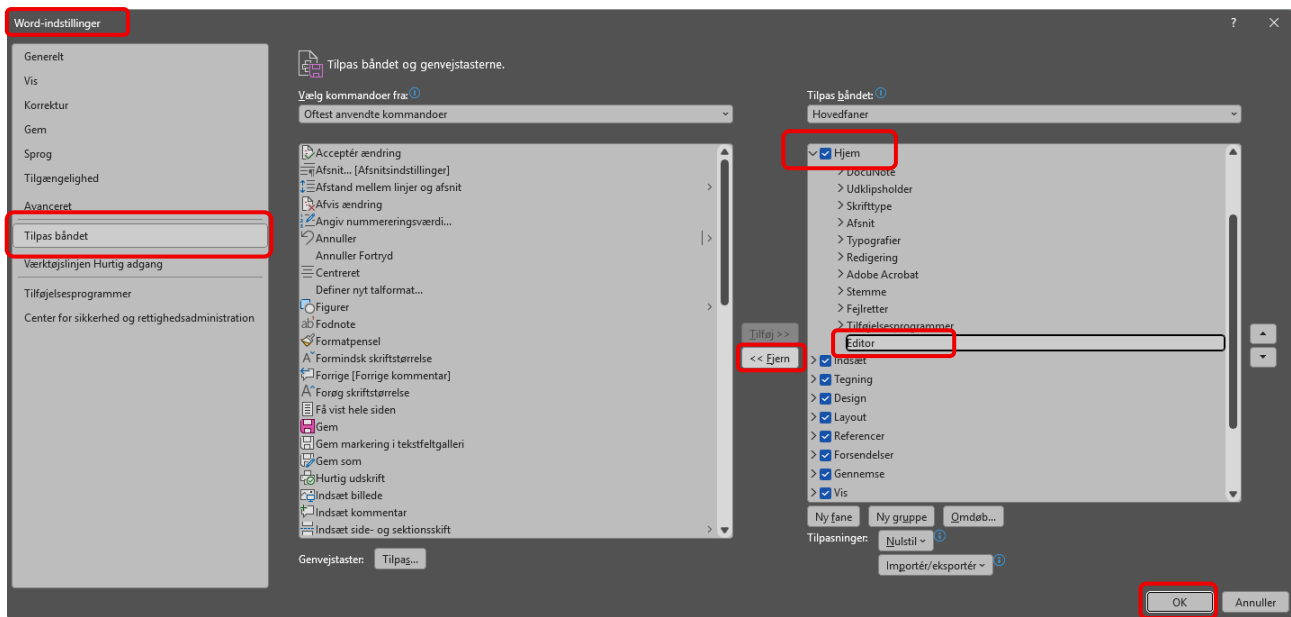 Word-indstillinger
?
Generelt
Vis
Korrektur
Gem
Sprog
Tilgængelighed
Avanceret
Tilpas båndet
Værktøjslinjen Hurtig adgang
Tilføjelsesprogrammer
Center for sikkerhed og rettighedsadministration
Tilpas båndet og genvejstasterne.
Vælg kommandoer fra:
Oftest anvendte kommandoer
Acceptér ændring
Afsnit... [Afsnitsindstillinger]
Afstand mellem linjer og afsnit
Afvis ændring
Angiv nummereringsværdi...
Annuller
Annuller Fortryd
Centreret
Definer nyt talformat...
Figurer
Fodnote
Formatpensel
Formindsk skriftstørrelse
Forrige [Forrige kommentar]
Forøg skriftstørrelse
Få vist hele siden
Gem
Gem markering i tekstfeltgalleri
Gem som
Hurtig udskrift
Indsæt billede
Indsæt kommentar
Indsæt side- og sektionsskift
Genvejstaster:
Tilpas...
Tilføj >>
<< Fjern
Tilpas båndet:
Hovedfaner
Hjem
DocuNote
Udklipsholder
Skrifttype
Afsnit
Typografier
Redigering
Adobe Acrobat
Stemme
Fejlretter
Tilføjelsesprogrammer
Editor
Indsæt
Tegning
Design
Layout
Referencer
Forsendelser
Gennemse
Vis
Ny fane
Ny gruppe
Omdøb...
Tilpasninger:
Nulstil
Importér/eksportér
OK
Annuller